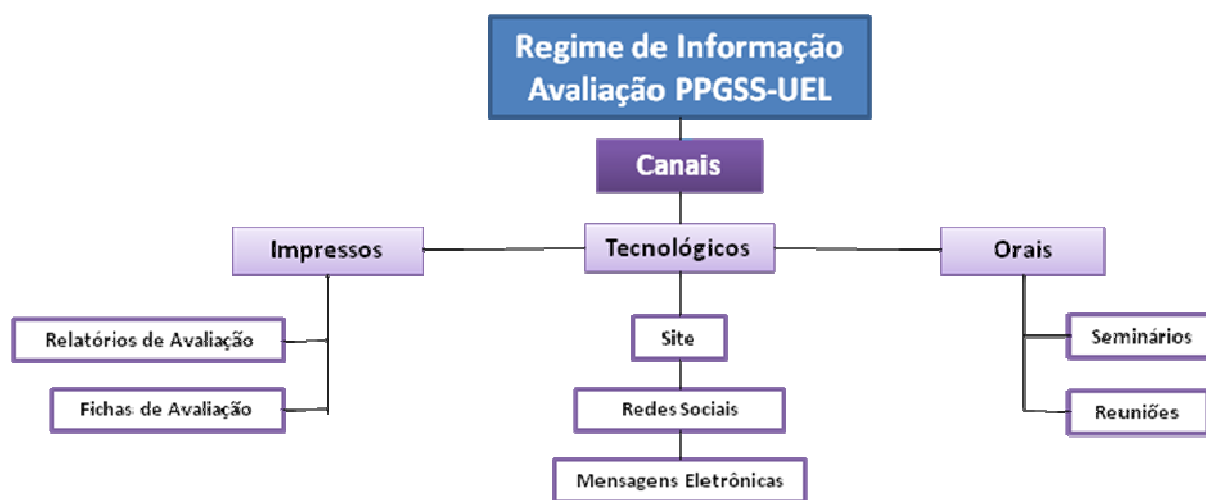 Regime de Informação
Avaliação PPGSS-UEL
Canais
Impressos
Tecnológicos
Orais
Relatórios de Avaliação
Fichas de Avaliação
Site
Redes Sociais
Mensagens Eletrônicas
Seminários
Reuniões